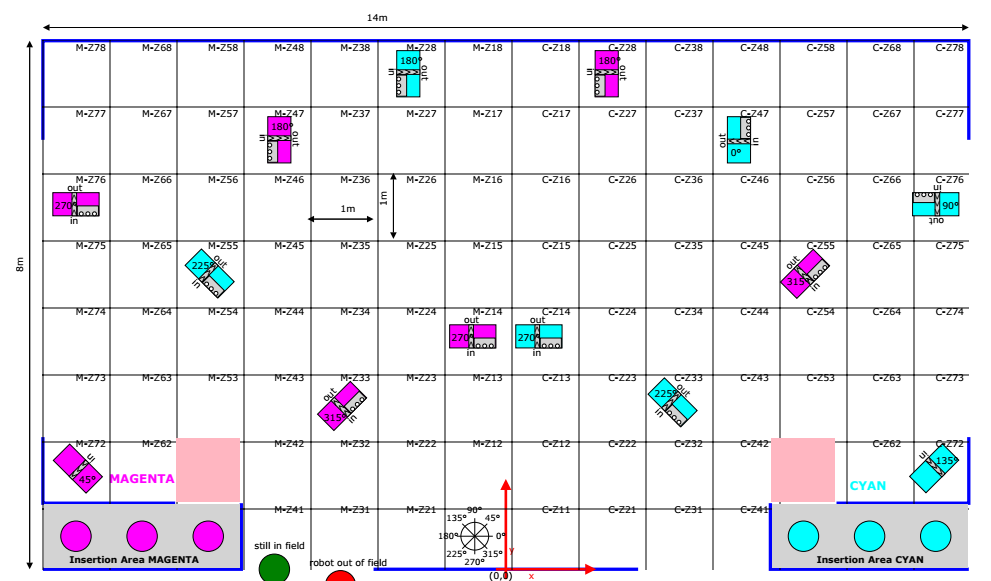 14m
M-Z78 M-Z68 M-Z58 M-Z48 M-Z38 M-Z28 M-Z18 C-Z18 C-Z28 C-Z38 C-Z48 C-Z58 C-Z68 C-Z78
in 180° out
in 180° out
M-Z77 M-Z67 M-Z57 M-Z47 M-Z37 M-Z27 M-Z17 C-Z17 C-Z27 C-Z37 C-Z47 C-Z57 C-Z67 C-Z77
in 180° out
out 0° in
M-Z76 M-Z66 M-Z56 M-Z46 M-Z36 M-Z26 M-Z16 C-Z16 C-Z26 C-Z36 C-Z46 C-Z56 C-Z66 C-Z76
out 270° in
1m
1m
in 90° out
8m
M-Z75 M-Z65 M-Z55 M-Z45 M-Z35 M-Z25 M-Z15 C-Z15 C-Z25 C-Z35 C-Z45 C-Z55 C-Z65 C-Z75
225° out in
out 315° in
M-Z74 M-Z64 M-Z54 M-Z44 M-Z34 M-Z24 M-Z14 C-Z14 C-Z24 C-Z34 C-Z44 C-Z54 C-Z64 C-Z74
out 270° in
out 270° in
M-Z73 M-Z63 M-Z53 M-Z43 M-Z33 M-Z23 M-Z13 C-Z13 C-Z23 C-Z33 C-Z43 C-Z53 C-Z63 C-Z73
out 315° in
225° out in
M-Z72 M-Z62 M-Z42 M-Z32 M-Z22 M-Z12 C-Z12 C-Z22 C-Z32 C-Z42 C-Z62 C-Z72
in 45°
MAGENTA
CYAN
in 135°
M-Z41 M-Z31 M-Z21 C-Z11 C-Z21 C-Z31 C-Z41
90°
135° 45°
180° 0°
225° 315°
270°
y
Insertion Area MAGENTA
Insertion Area CYAN
still in field
robot out of field
(0,0) x